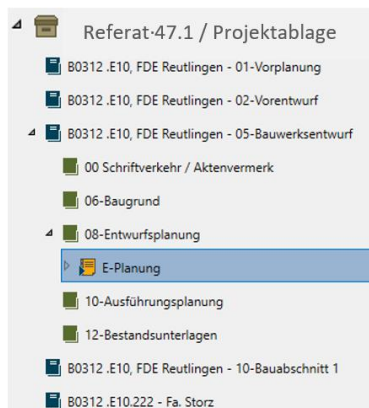 Referat·47.1 / Projektablage
B0312 .E10, FDE Reutlingen - 01-Vorplanung
B0312 .E10, FDE Reutlingen - 02-Vorentwurf
B0312 .E10, FDE Reutlingen - 05-Bauwerksentwurf
00 Schriftverkehr / Aktenvermerk
06-Baugrund
08-Entwurfsplanung
E-Planung
10-Ausführungsplanung
12-Bestandsunterlagen
B0312 .E10, FDE Reutlingen - 10-Bauabschnitt 1
B0312 .E10.222 - Fa. Storz